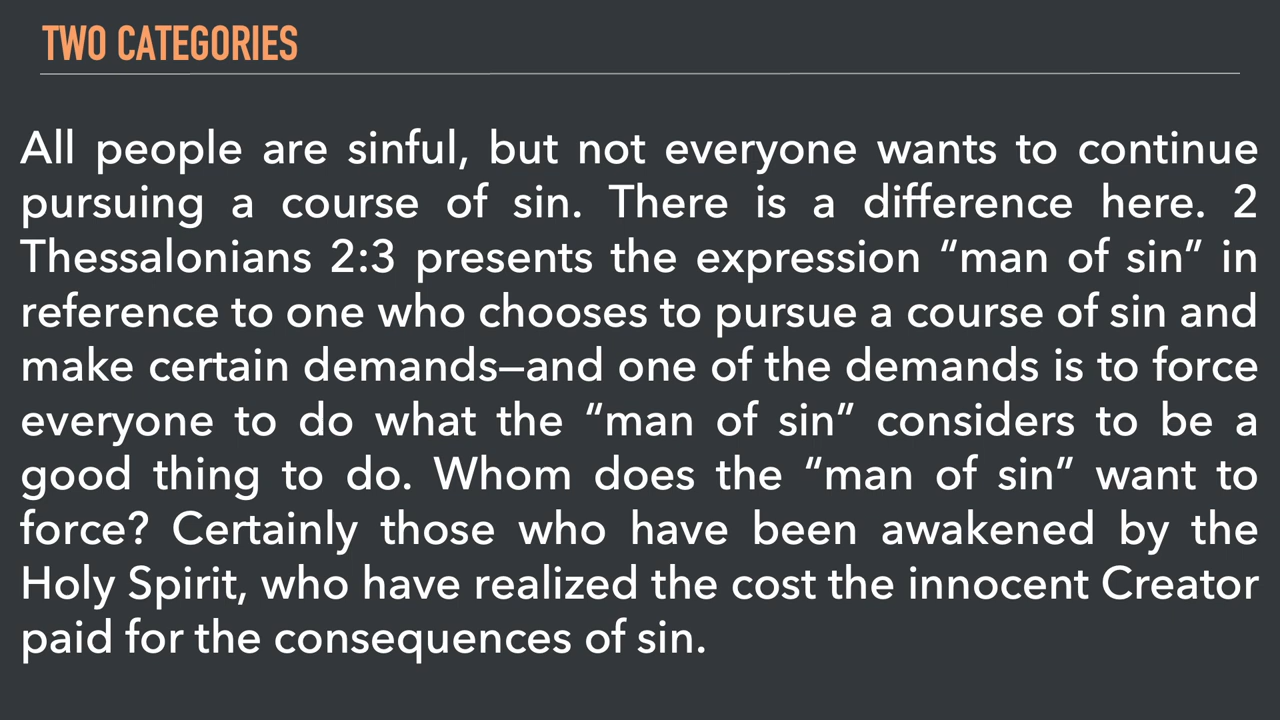 TWO CATEGORIES
All people are sinful, but not everyone wants to continue
pursuing a course of sin. There is a difference here. 2
Thessalonians 2:3 presents the expression “man of sin” in
reference to one who chooses to pursue a course of sin and
make certain demands—and one of the demands is to force
everyone to do what the “man of sin” considers to be a
good thing to do. Whom does the “man of sin” want to
force? Certainly those who have been awakened by the
Holy Spirit, who have realized the cost the innocent Creator
paid for the consequences of sin.